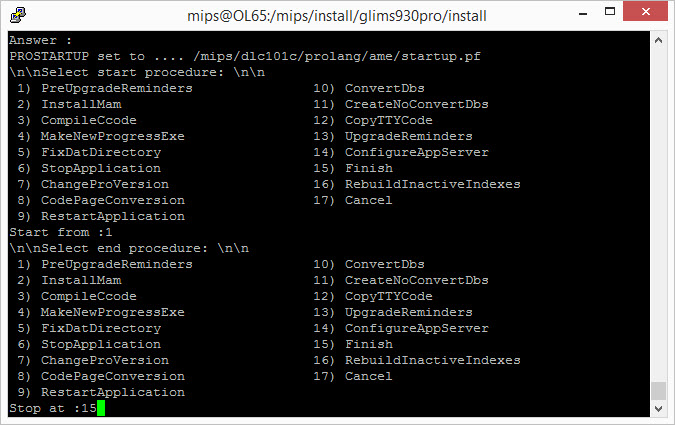 mips@OL65:/mips/install/glims930pro/install
Answer :
PROSTARTUP set to .... /mips/dlc101c/prolang/ame/startup.pf
\n\nSelect start procedure: \n\n
1) PreUpgradeReminders 10) ConvertDbs
2) InstallMam 11) CreateNoConvertDbs
3) CompileCcode 12) CopyTTYCode
4) MakeNewProgressExe 13) UpgradeReminders
5) FixDatDirectory 14) ConfigureAppServer
6) StopApplication 15) Finish
7) ChangeProVersion 16) RebuildInactiveIndexes
8) CodePageConversion 17) Cancel
9) RestartApplication
Start from :1
\n\nSelect end procedure: \n\n
1) PreUpgradeReminders 10) ConvertDbs
2) InstallMam 11) CreateNoConvertDbs
3) CompileCcode 12) CopyTTYCode
4) MakeNewProgressExe 13) UpgradeReminders
5) FixDatDirectory 14) ConfigureAppServer
6) StopApplication 15) Finish
7) ChangeProVersion 16) RebuildInactiveIndexes
8) CodePageConversion 17) Cancel
9) RestartApplication
Stop at :15